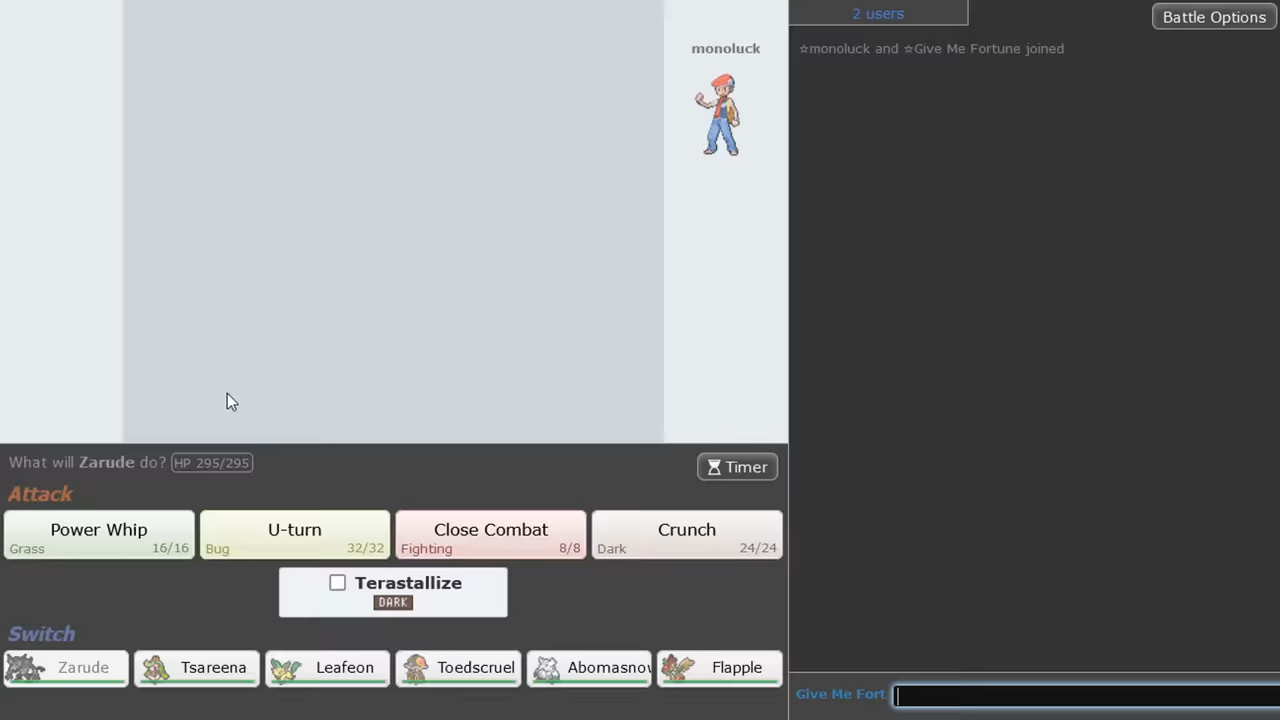 2 users
Battle Options
monoluck
☆monoluck and ☆Give Me Fortune joined
What will Zarude do? HP 295/295
Timer
Attack
Power Whip
Grass 16/16
U-turn
Bug 32/32
Close Combat
Fighting 8/8
Crunch
Dark 24/24
Terastallize
DARK
Switch
Zarude
Tsareena
Leafeon
Toedscruel
Abomasnow
Flapple
Give Me Fort